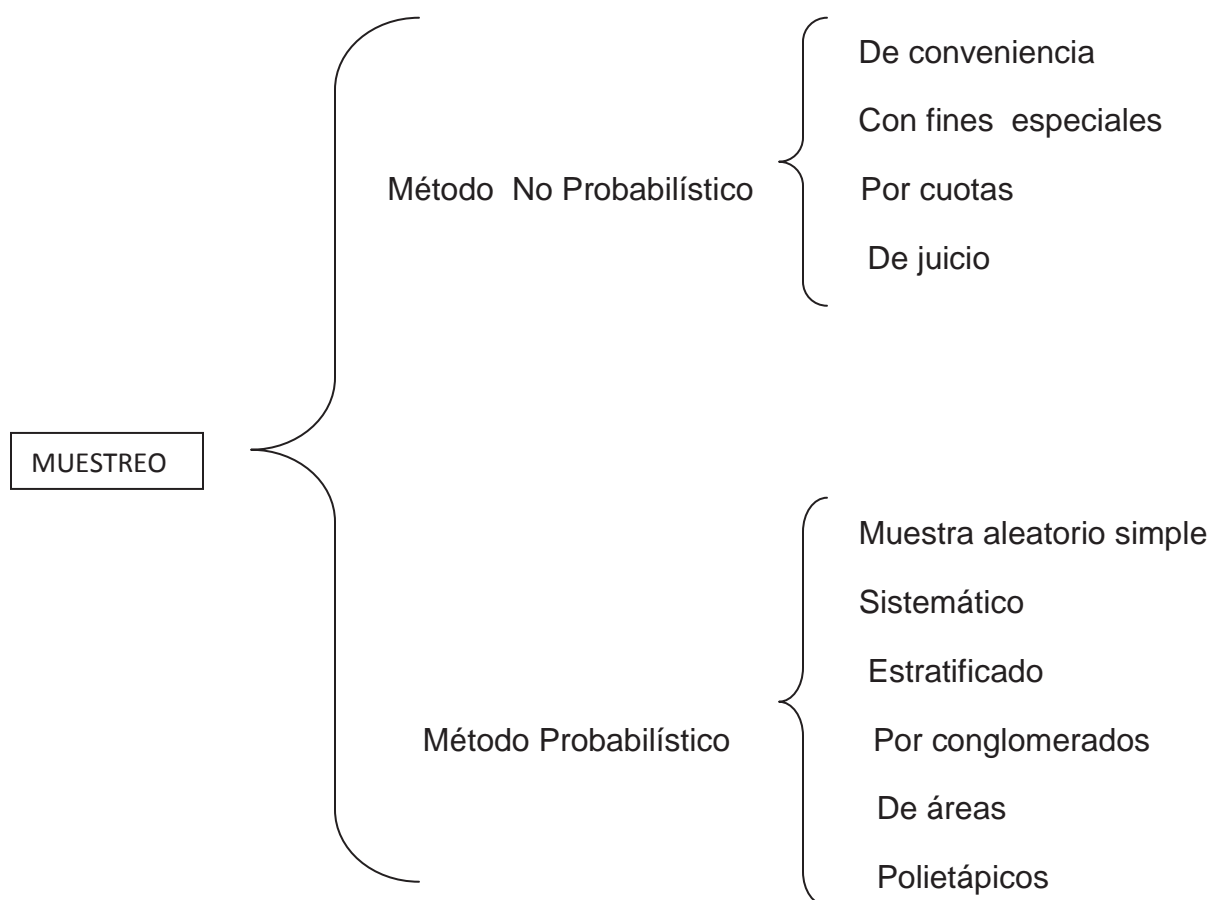 MUESTREO
Método No Probabilístico
De conveniencia
Con fines especiales
Por cuotas
De juicio
Método Probabilístico
Muestra aleatorio simple
Sistemático
Estratificado
Por conglomerados
De áreas
Polietápicos